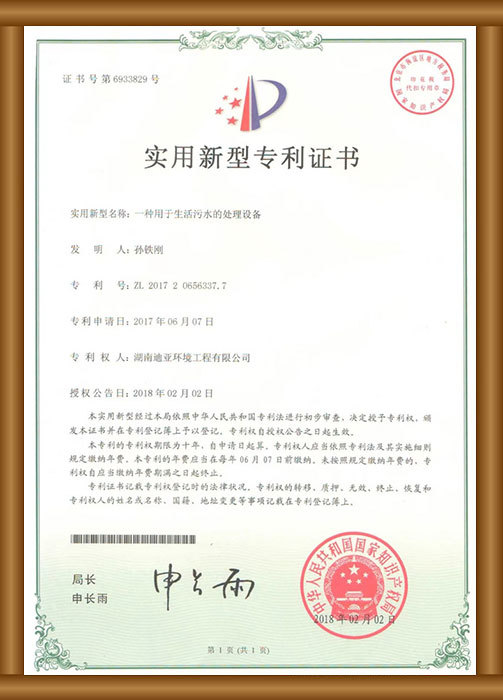 证书号第6933829号
印花税
代扣专用章
实用新型专利证书
实用新型名称：一种用于生活污水的处理设备
发明人：孙铁刚
专利号：ZL 2017 2 0656337.7
专利申请日：2017年06月07日
专利权人：湖南迪亚环境工程有限公司
授权公告日：2018年02月02日
本实用新型经过本局依照中华人民共和国专利法进行初步审查，决定授予专利权，颁
发本证书并在专利登记簿上予以登记。专利权自授权公告之日起生效。
本专利的专利权期限为十年，自申请日起算。专利权人应当依照专利法及其实施细则
规定缴纳年费。本专利的年费应当在每年06月07日前缴纳。未按照规定缴纳年费的，专
利权自应当缴纳年费期满之日起终止。
专利证书记载专利权登记时的法律状况。专利权的转移、质押、无效、终止、恢复和
专利权人的姓名或名称、国籍、地址变更等事项记载在专利登记簿上。
局长
申长雨
申长雨
中华人民共和国国家知识产权局
2018年02月02日
第1页(共1页)